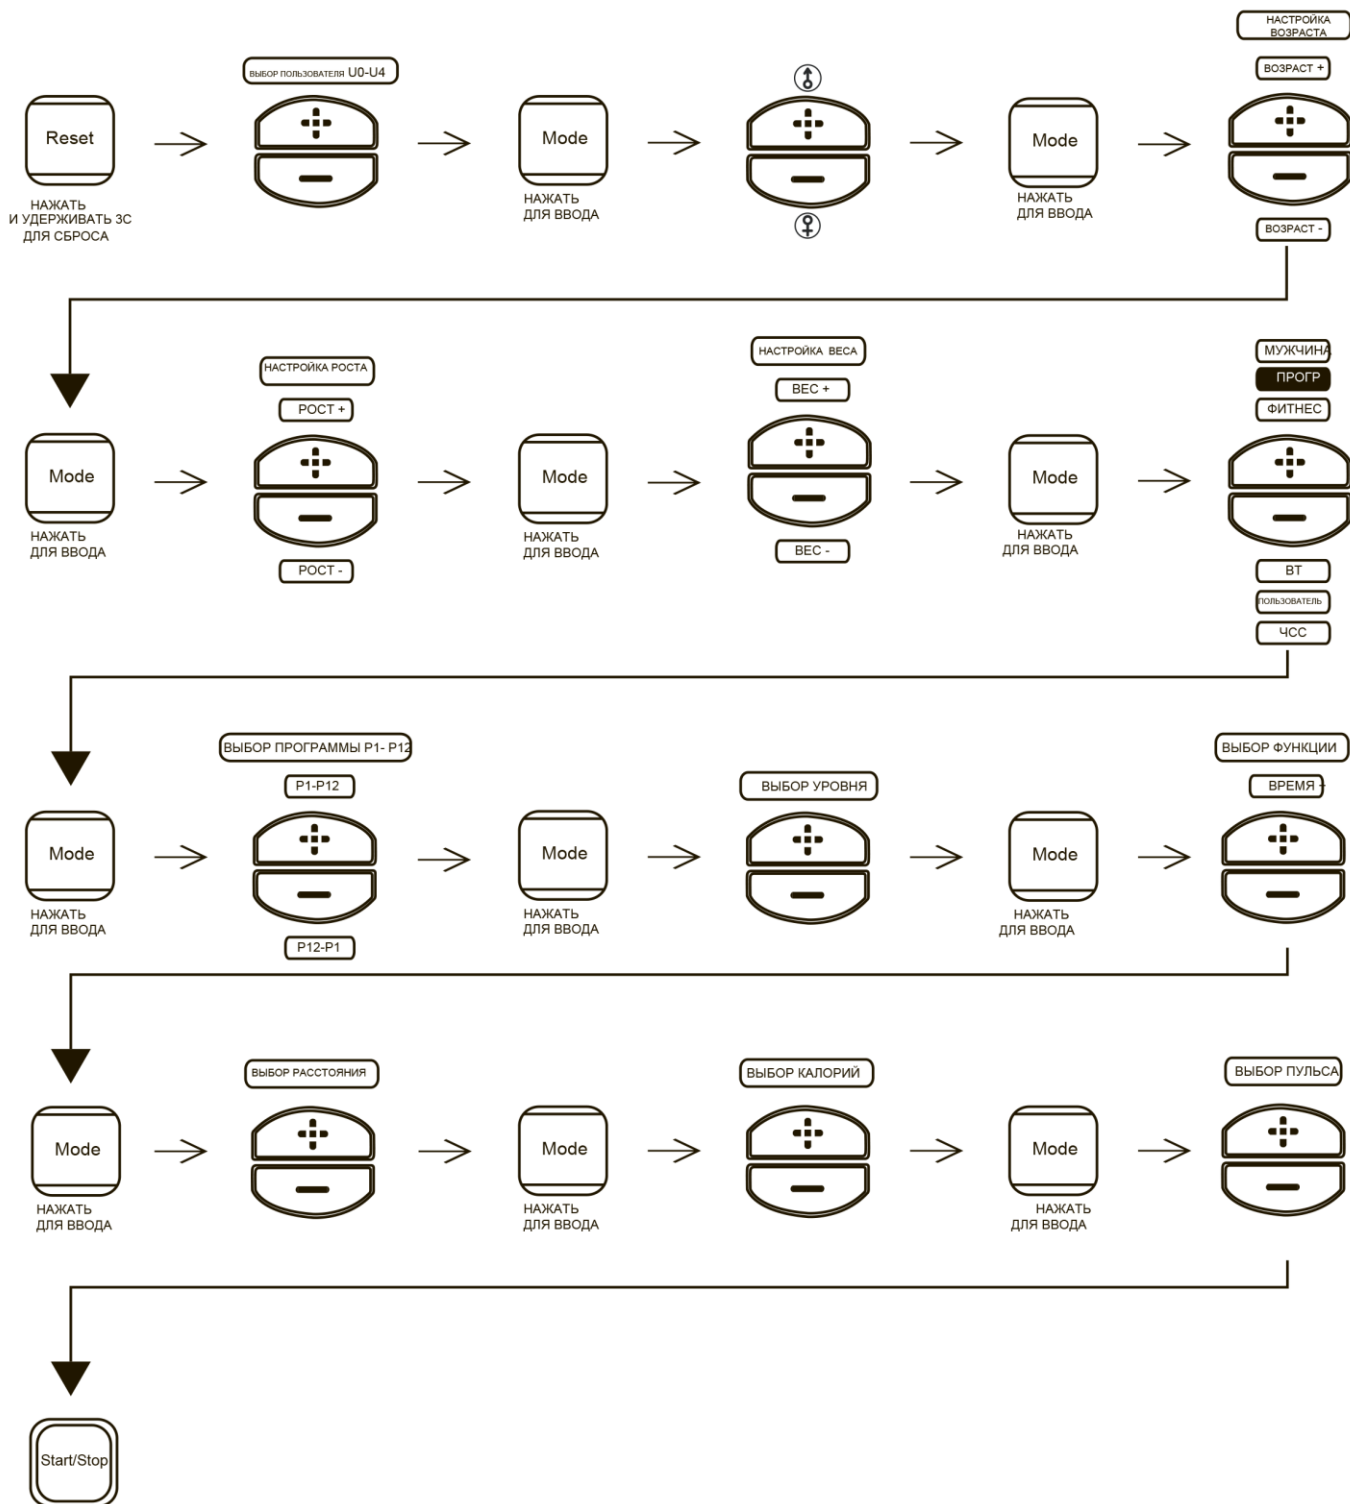 НАСТРОЙКА
ВОЗРАСТА
ВЫБОР ПОЛЬЗОВАТЕЛЯ U0-U4
ВОЗРАСТ +
Reset
Mode
Mode
НАЖАТЬ
И УДЕРЖИВАТЬ 3С
ДЛЯ СБРОСА
НАЖАТЬ
ДЛЯ ВВОДА
НАЖАТЬ
ДЛЯ ВВОДА
ВОЗРАСТ -
НАСТРОЙКА РОСТА
РОСТ +
НАСТРОЙКА ВЕСА
ВЕС +
МУЖЧИНА
ПРОГР
ФИТНЕС
Mode
Mode
Mode
НАЖАТЬ
ДЛЯ ВВОДА
РОСТ -
НАЖАТЬ
ДЛЯ ВВОДА
ВЕС -
НАЖАТЬ
ДЛЯ ВВОДА
ВТ
ПОЛЬЗОВАТЕЛЬ
ЧСС
ВЫБОР ПРОГРАММЫ P1- P12
P1-P12
ВЫБОР УРОВНЯ
ВЫБОР ФУНКЦИИ
ВРЕМЯ +
Mode
Mode
Mode
НАЖАТЬ
ДЛЯ ВВОДА
P12-P1
НАЖАТЬ
ДЛЯ ВВОДА
НАЖАТЬ
ДЛЯ ВВОДА
ВЫБОР РАССТОЯНИЯ
ВЫБОР КАЛОРИЙ
ВЫБОР ПУЛЬСА
Mode
Mode
Mode
НАЖАТЬ
ДЛЯ ВВОДА
НАЖАТЬ
ДЛЯ ВВОДА
НАЖАТЬ
ДЛЯ ВВОДА
Start/Stop